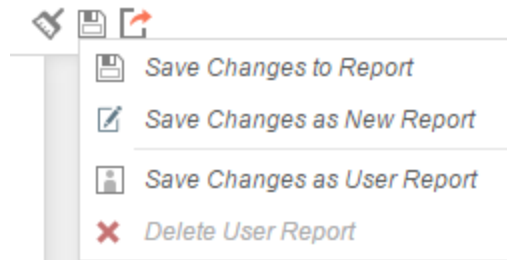 Save Changes to Report
Save Changes as New Report
Save Changes as User Report
Delete User Report